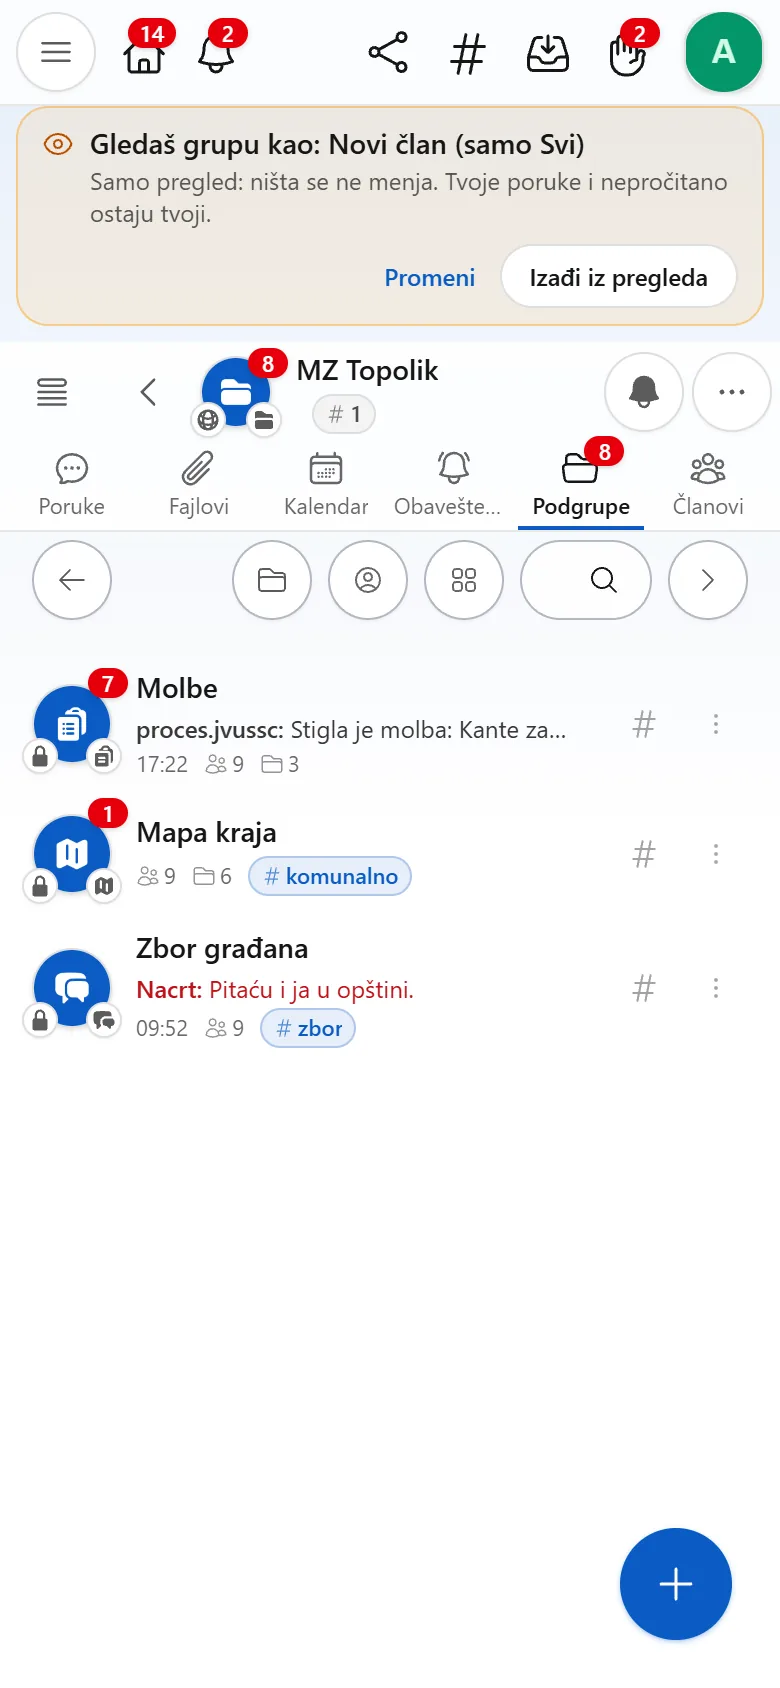 14
2
2
A
Gledaš grupu kao: Novi član (samo Svi)
Samo pregled: ništa se ne menja. Tvoje poruke i nepročitano
ostaju tvoji.
Promeni
Izađi iz pregleda
8
MZ Topolik
# 1
Poruke
Fajlovi
Kalendar
Obavešte...
8
Podgrupe
Članovi
7
Molbe
proces.jvussc: Stigla je molba: Kante za...
17:22 9 3
1
Mapa kraja
9 6 # komunalno
Zbor građana
Nacrt: Pitaću i ja u opštini.
09:52 9 # zbor